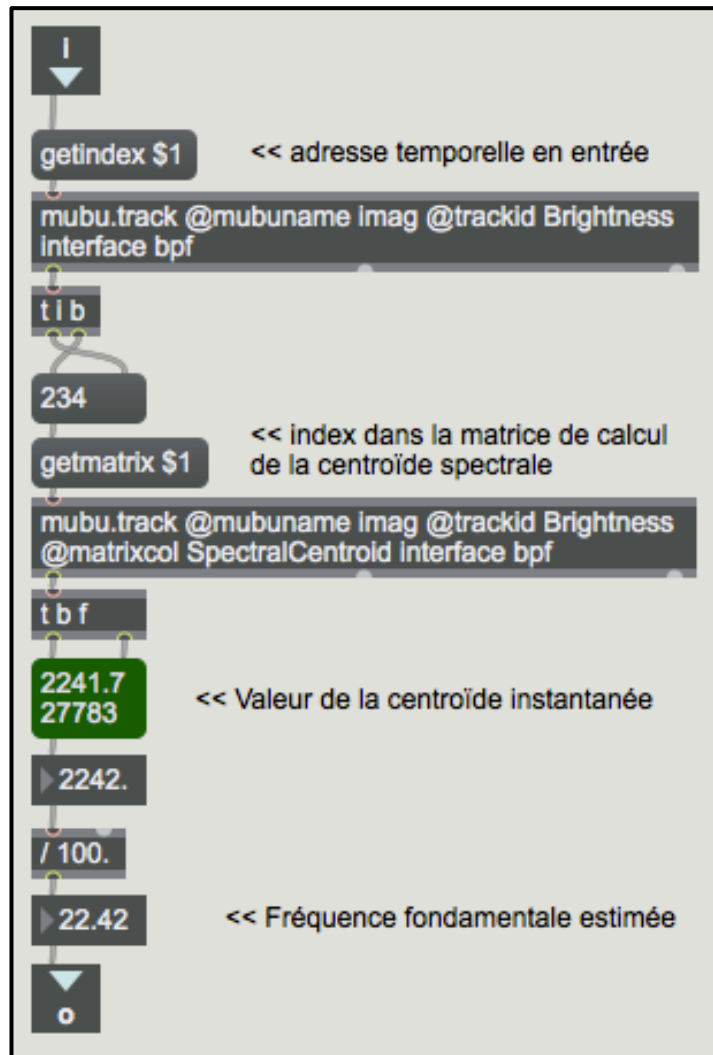 i
getindex $1
<< adresse temporelle en entrée
mubu.track @mubuname imag @trackid Brightness
interface bpf
t i b
234
<< index dans la matrice de calcul
de la centroïde spectrale
getmatrix $1
mubu.track @mubuname imag @trackid Brightness
@matrixcol SpectralCentroid interface bpf
t b f
2241.7
27783
<< Valeur de la centroïde instantanée
2242.
/ 100.
22.42
<< Fréquence fondamentale estimée
o